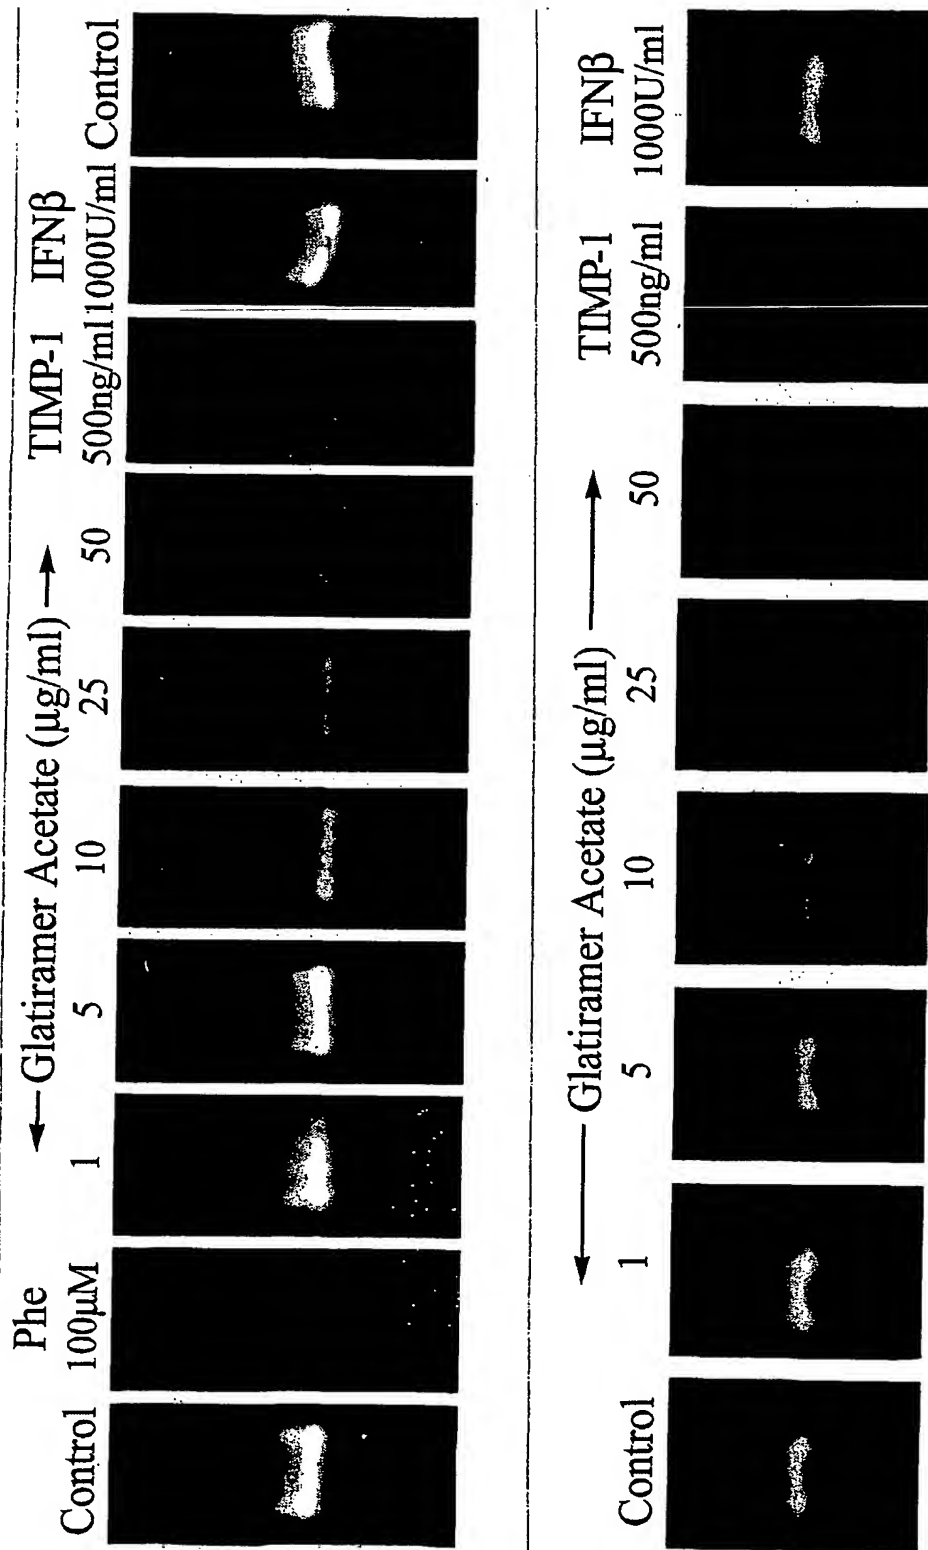 Phe ← Glatiramer Acetate (µg/ml) → TIMP-1 IFNβ
Control 100µM 1 5 10 25 50 500ng/ml 1000U/ml Control
← Glatiramer Acetate (µg/ml) → TIMP-1 IFNβ
Control 1 5 10 25 50 500ng/ml 1000U/ml